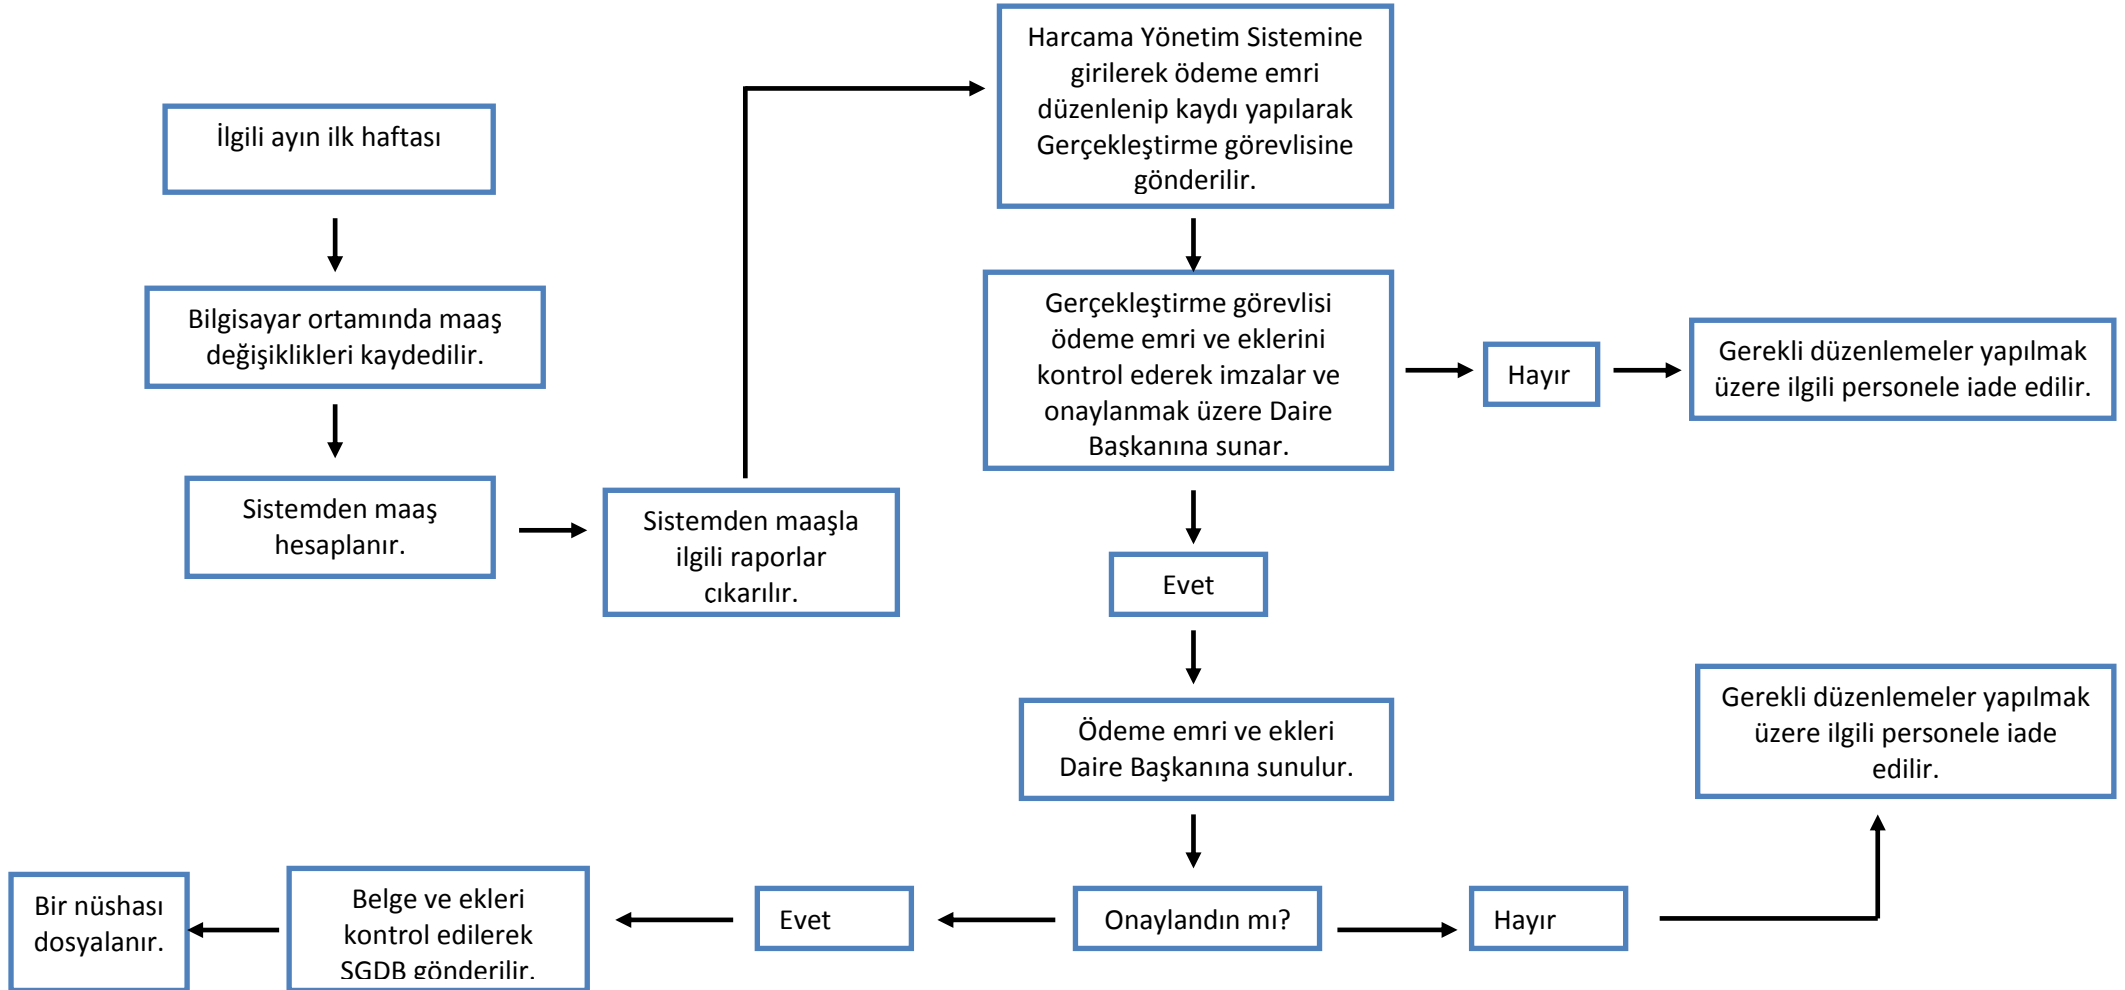 İlgili ayın ilk haftası
Bilgisayar ortamında maaş
değişiklikleri kaydedilir.
Sistemden maaş
hesaplanır.
Sistemden maaşla
ilgili raporlar
çıkarılır.
Harcama Yönetim Sistemine
girilerek ödeme emri
düzenlenip kaydı yapılarak
Gerçekleştirme görevlisine
gönderilir.
Gerçekleştirme görevlisi
ödeme emri ve eklerini
kontrol ederek imzalar ve
onaylanmak üzere Daire
Başkanına sunar.
Hayır
Gerekli düzenlemeler yapılmak
üzere ilgili personele iade edilir.
Evet
Ödeme emri ve ekleri
Daire Başkanına sunulur.
Onaylandın mı?
Hayır
Gerekli düzenlemeler yapılmak
üzere ilgili personele iade
edilir.
Evet
Belge ve ekleri
kontrol edilerek
SGDB gönderilir.
Bir nüshası
dosyalanır.